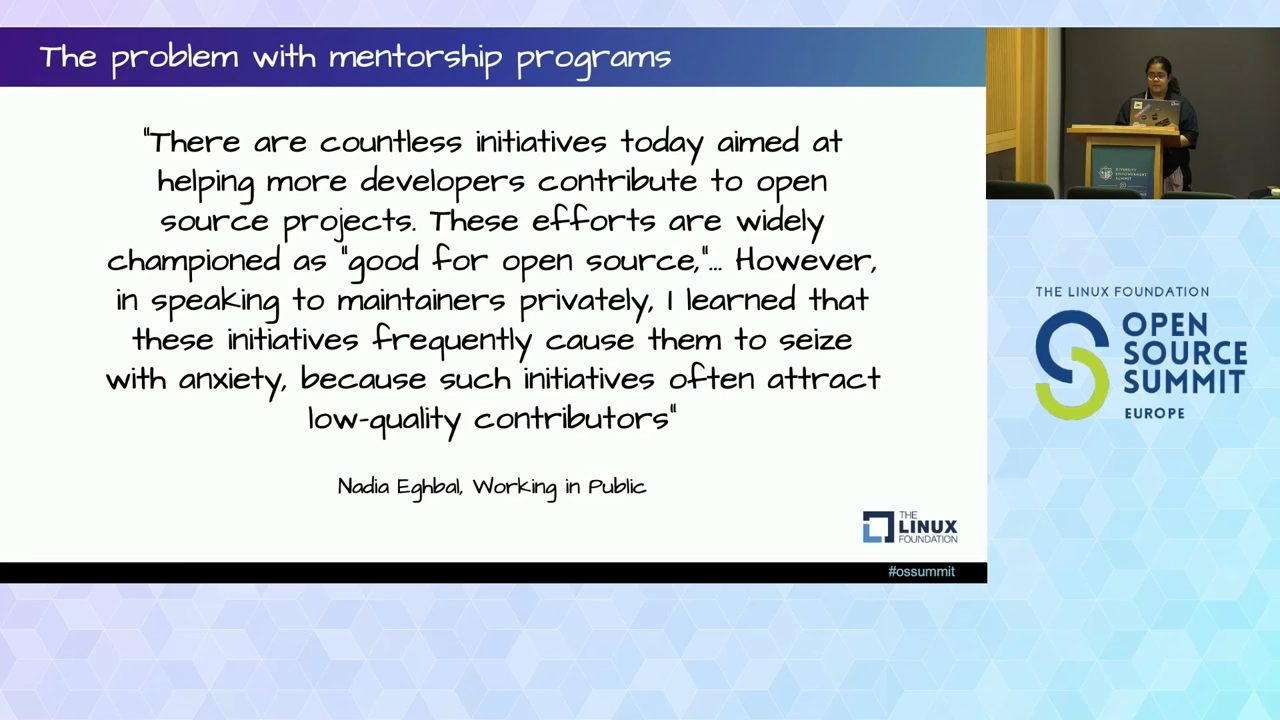 The problem with mentorship programs
"There are countless initiatives today aimed at
helping more developers contribute to open
source projects. These efforts are widely
championed as "good for open source,"... However,
in speaking to maintainers privately, I learned that
these initiatives frequently cause them to seize
with anxiety, because such initiatives often attract
low-quality contributors"
Nadia Eghbal, Working in Public
THE
LINUX
FOUNDATION
#ossummit
THE LINUX FOUNDATION
OPEN
SOURCE
SUMMIT
EUROPE
DIVERSITY
EMPOWERMENT
SUMMIT